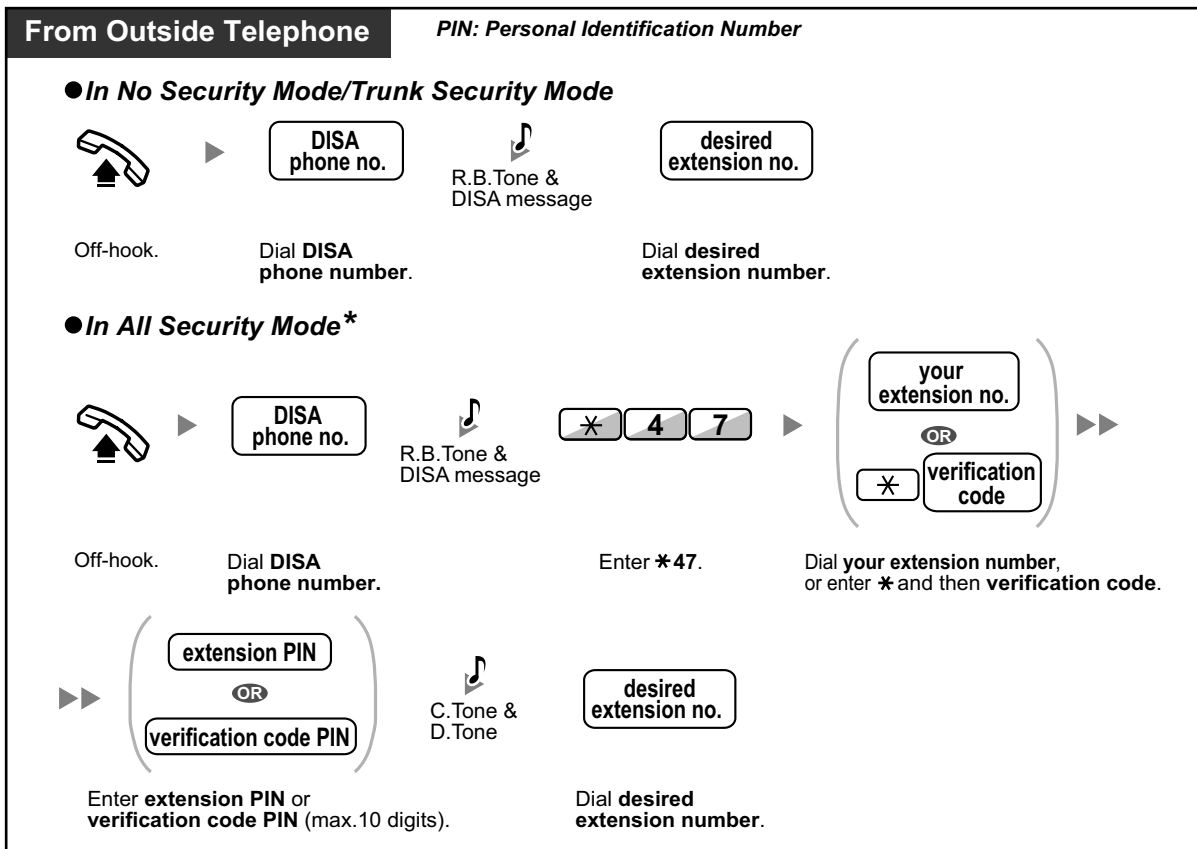 From Outside Telephone
PIN: Personal Identification Number
●In No Security Mode/Trunk Security Mode
DISA
phone no.
R.B.Tone &
DISA message
desired
extension no.
Off-hook.
Dial DISA
phone number.
Dial desired
extension number.
●In All Security Mode*
DISA
phone no.
R.B.Tone &
DISA message
* 4 7
your
extension no.
OR
* verification
code
Off-hook.
Dial DISA
phone number.
Enter *47.
Dial your extension number,
or enter * and then verification code.
extension PIN
OR
verification code PIN
C.Tone &
D.Tone
desired
extension no.
Enter extension PIN or
verification code PIN (max.10 digits).
Dial desired
extension number.